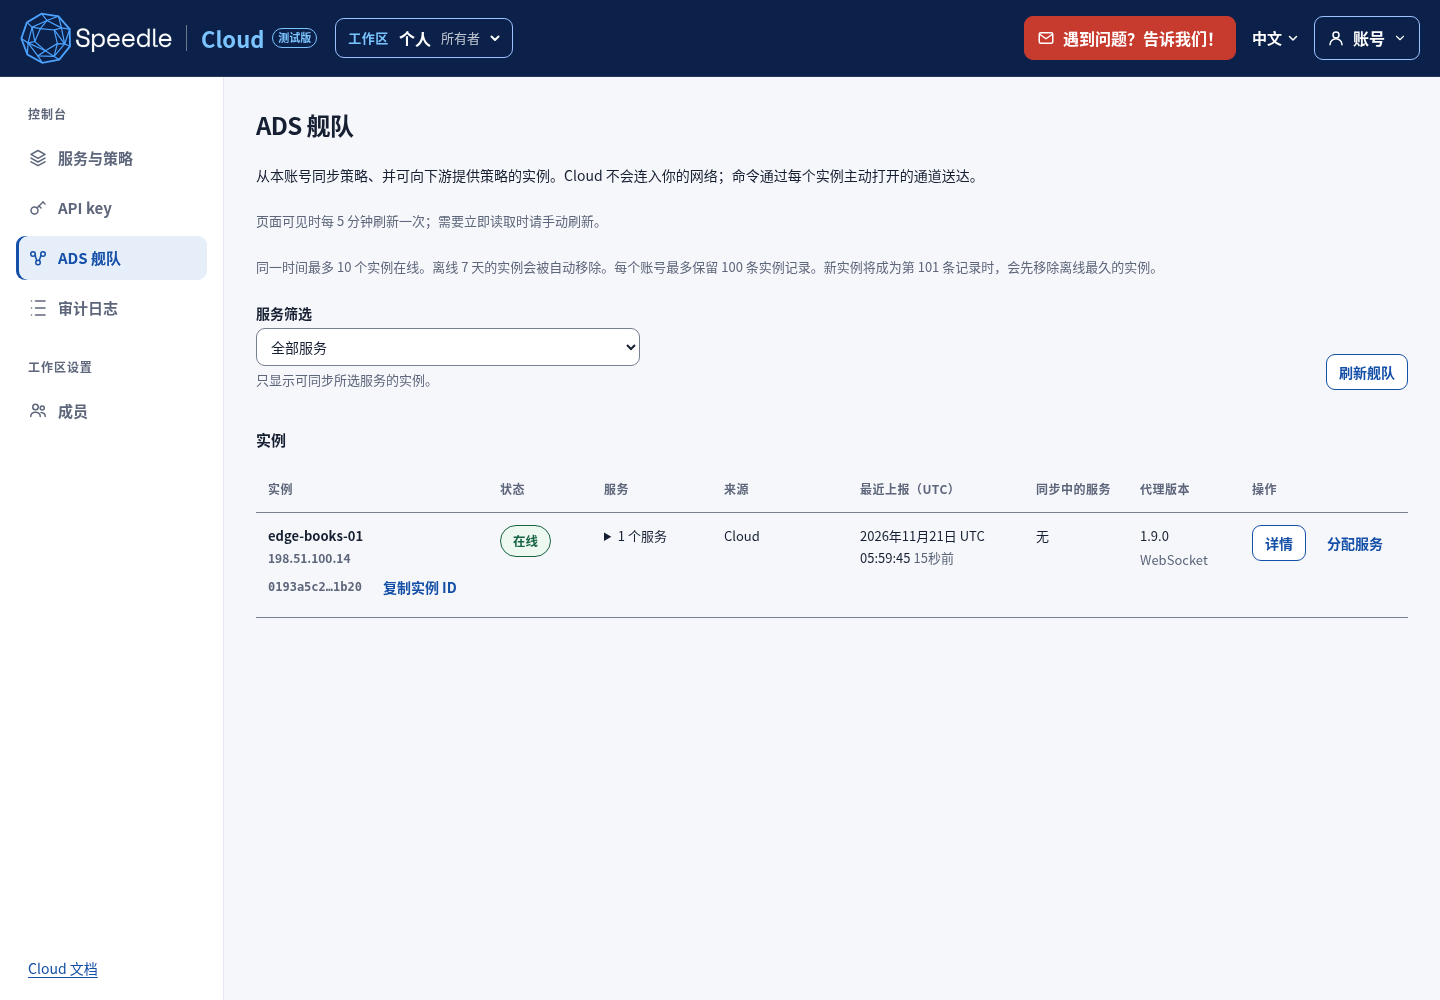 Speedle
Cloud 测试版
工作区 个人 所有者
遇到问题？告诉我们！
中文
账号
控制台
服务与策略
API key
ADS 舰队
审计日志
工作区设置
成员
Cloud 文档
ADS 舰队
从本账号同步策略、并可向下游提供策略的实例。Cloud 不会连入你的网络；命令通过每个实例主动打开的通道送达。
页面可见时每 5 分钟刷新一次；需要立即读取时请手动刷新。
同一时间最多 10 个实例在线。离线 7 天的实例会被自动移除。每个账号最多保留 100 条实例记录。新实例将成为第 101 条记录时，会先移除离线最久的实例。
服务筛选
全部服务
只显示可同步所选服务的实例。
刷新舰队
实例
实例 状态 服务 来源 最近上报（UTC） 同步中的服务 代理版本 操作
edge-books-01 在线 1 个服务 Cloud 2026年11月21日 UTC 无 1.9.0 详情 分配服务
198.51.100.14 05:59:45 15秒前 WebSocket
0193a5c2…1b20 复制实例 ID